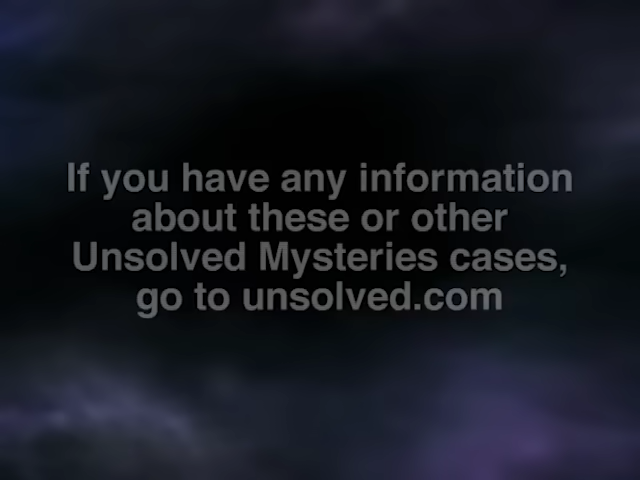 If you have any information
about these or other
Unsolved Mysteries cases,
go to unsolved.com